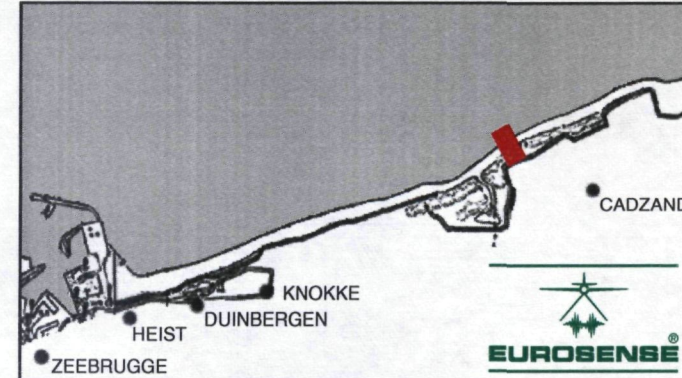 CADZAND
KNOKKE
DUINBERGEN
HEIST
ZEEBRUGGE
EUROSENSE®